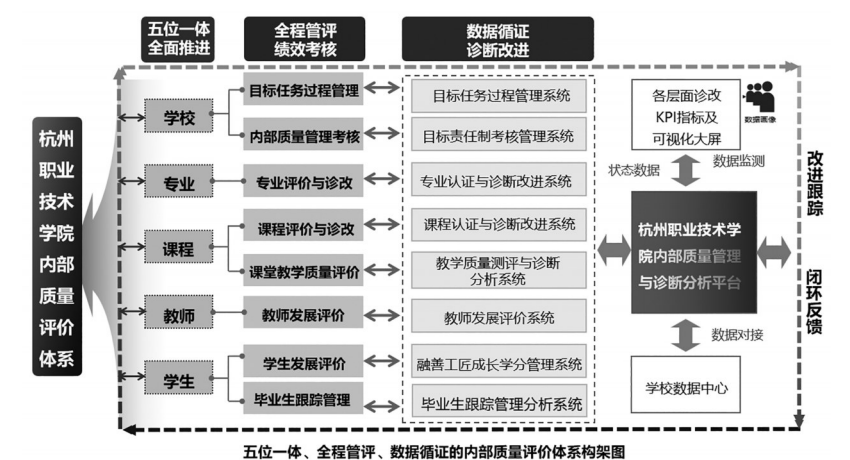 五位一体
全面推进
全程管评
绩效考核
数据循证
诊断改进
杭州
职业
技术
学院
内部
质量
评价
体系
学校
目标任务过程管理
目标任务过程管理系统
内部质量管理考核
目标责任制考核管理系统
专业
专业评价与诊改
专业认证与诊断改进系统
课程
课程评价与诊改
课程认证与诊断改进系统
课堂教学质量评价
教学质量测评与诊断
分析系统
教师
教师发展评价
教师发展评价系统
学生
学生发展评价
融善工匠成长学分管理系统
毕业生跟踪管理
毕业生跟踪管理分析系统
各层面诊改
KPI指标及
可视化大屏
数据画像
状态数据
数据监测
杭州职业技术学
院内部质量管理
与诊断分析平台
数据对接
学校数据中心
改进跟踪
闭环反馈
五位一体、全程管评、数据循证的内部质量评价体系构架图